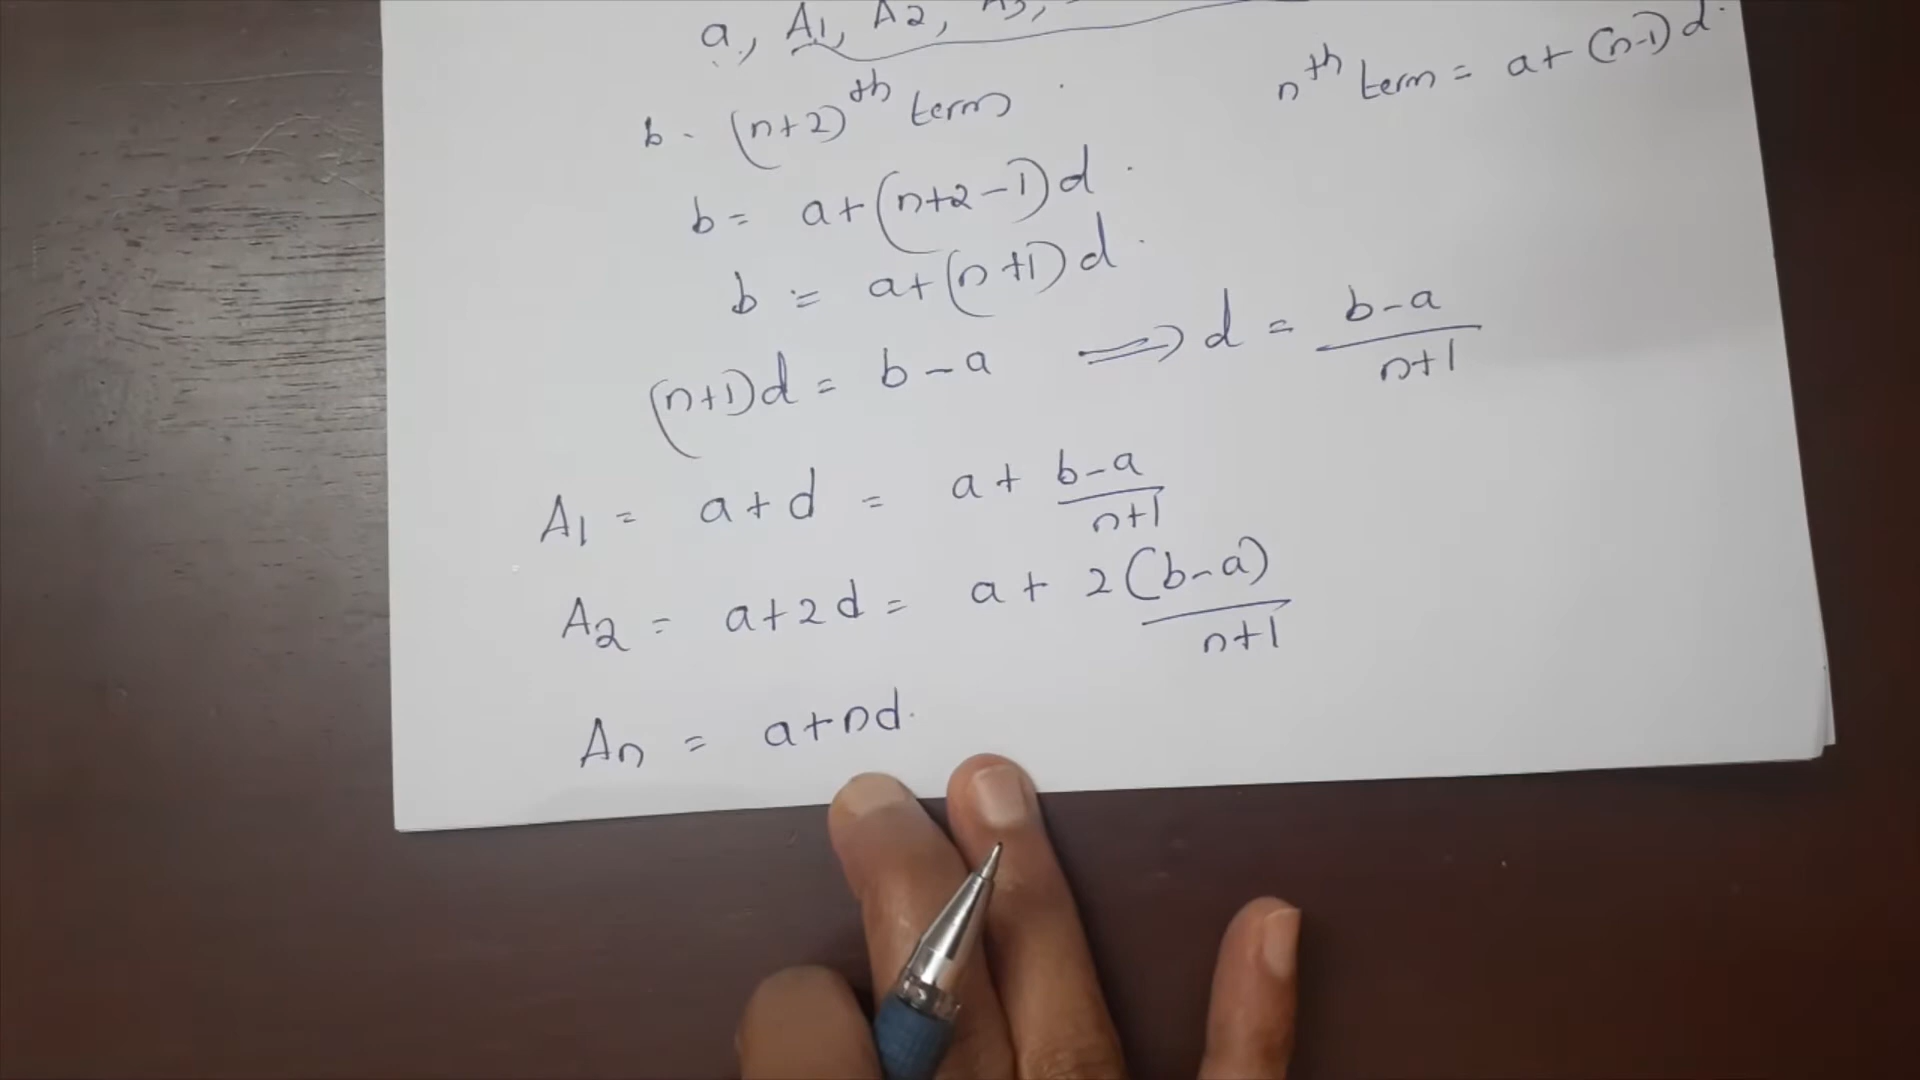 a, A1, A2, A3,
nth term = a+(n-1)d.
b - (n+2)th term
b = a+(n+2-1)d.
b = a+(n+1)d.
(n+1)d = b-a ⟹ d = (b-a)/(n+1)
A1 = a+d = a + (b-a)/(n+1)
A2 = a+2d = a + 2(b-a)/(n+1)
An = a+nd.